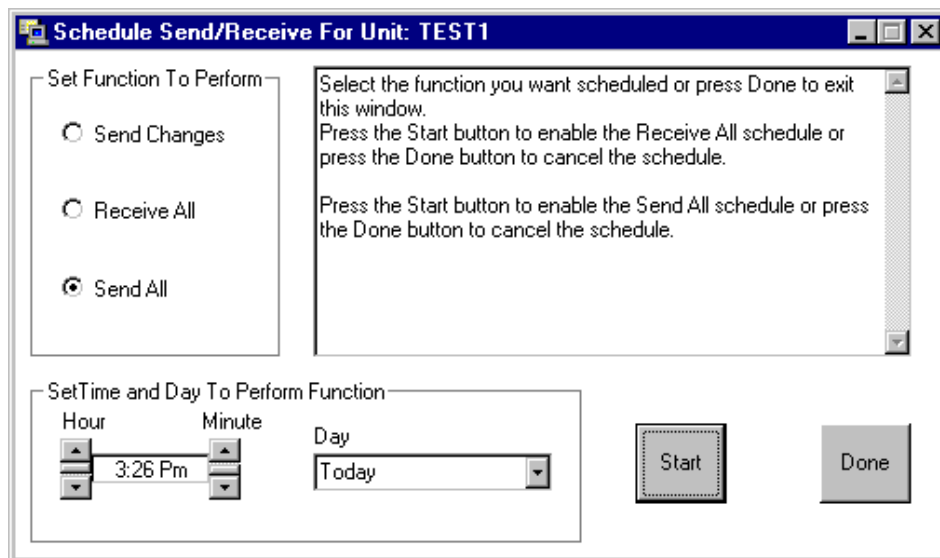 Schedule Send/Receive For Unit: TEST1
Set Function To Perform
Send Changes
Receive All
Send All
Select the function you want scheduled or press Done to exit
this window.
Press the Start button to enable the Receive All schedule or
press the Done button to cancel the schedule.
Press the Start button to enable the Send All schedule or press
the Done button to cancel the schedule.
SetTime and Day To Perform Function
Hour
Minute
3:26 Pm
Day
Today
Start
Done